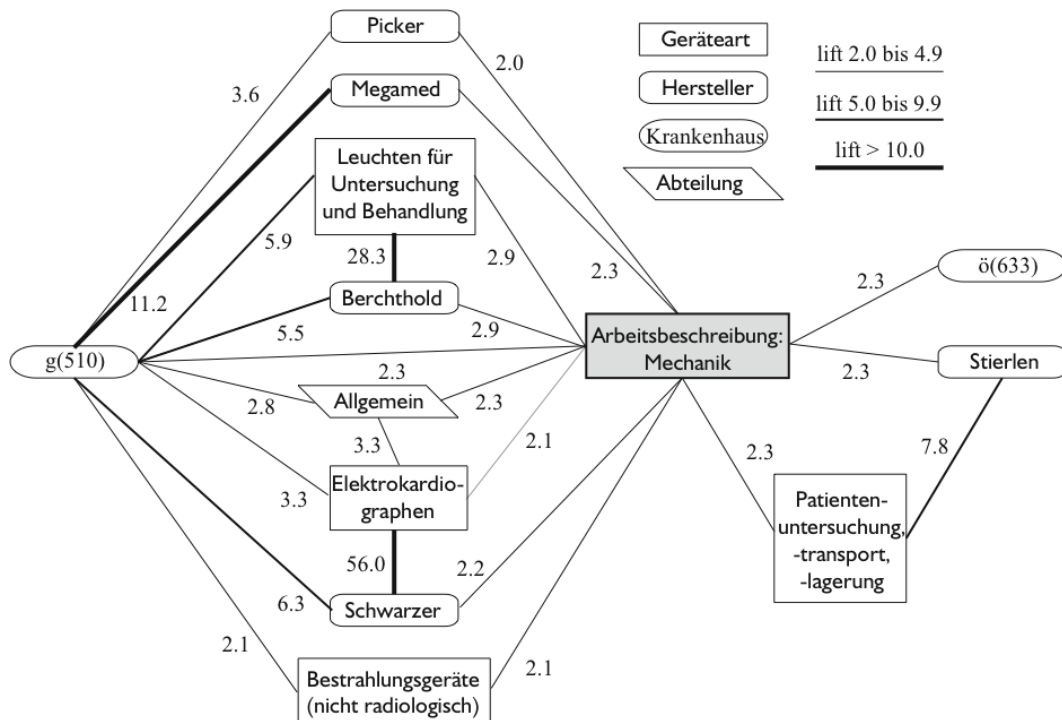 Picker
Megamed
Leuchten für
Untersuchung
und Behandlung
Berchthold
g(510)
Allgemein
Elektrokardio-
graphen
Schwarzer
Bestrahlungsgeräte
(nicht radiologisch)
3.6
11.2
5.9
28.3
5.5
2.3
2.8
3.3
3.3
56.0
6.3
2.1
2.0
2.3
2.9
2.9
2.3
2.1
2.2
2.1
Arbeitsbeschreibung:
Mechanik
2.3
ö(633)
2.3
Stierlen
2.3
7.8
Patienten-
untersuchung,
-transport,
-lagerung
Geräteart
Hersteller
Krankenhaus
Abteilung
lift 2.0 bis 4.9
lift 5.0 bis 9.9
lift > 10.0